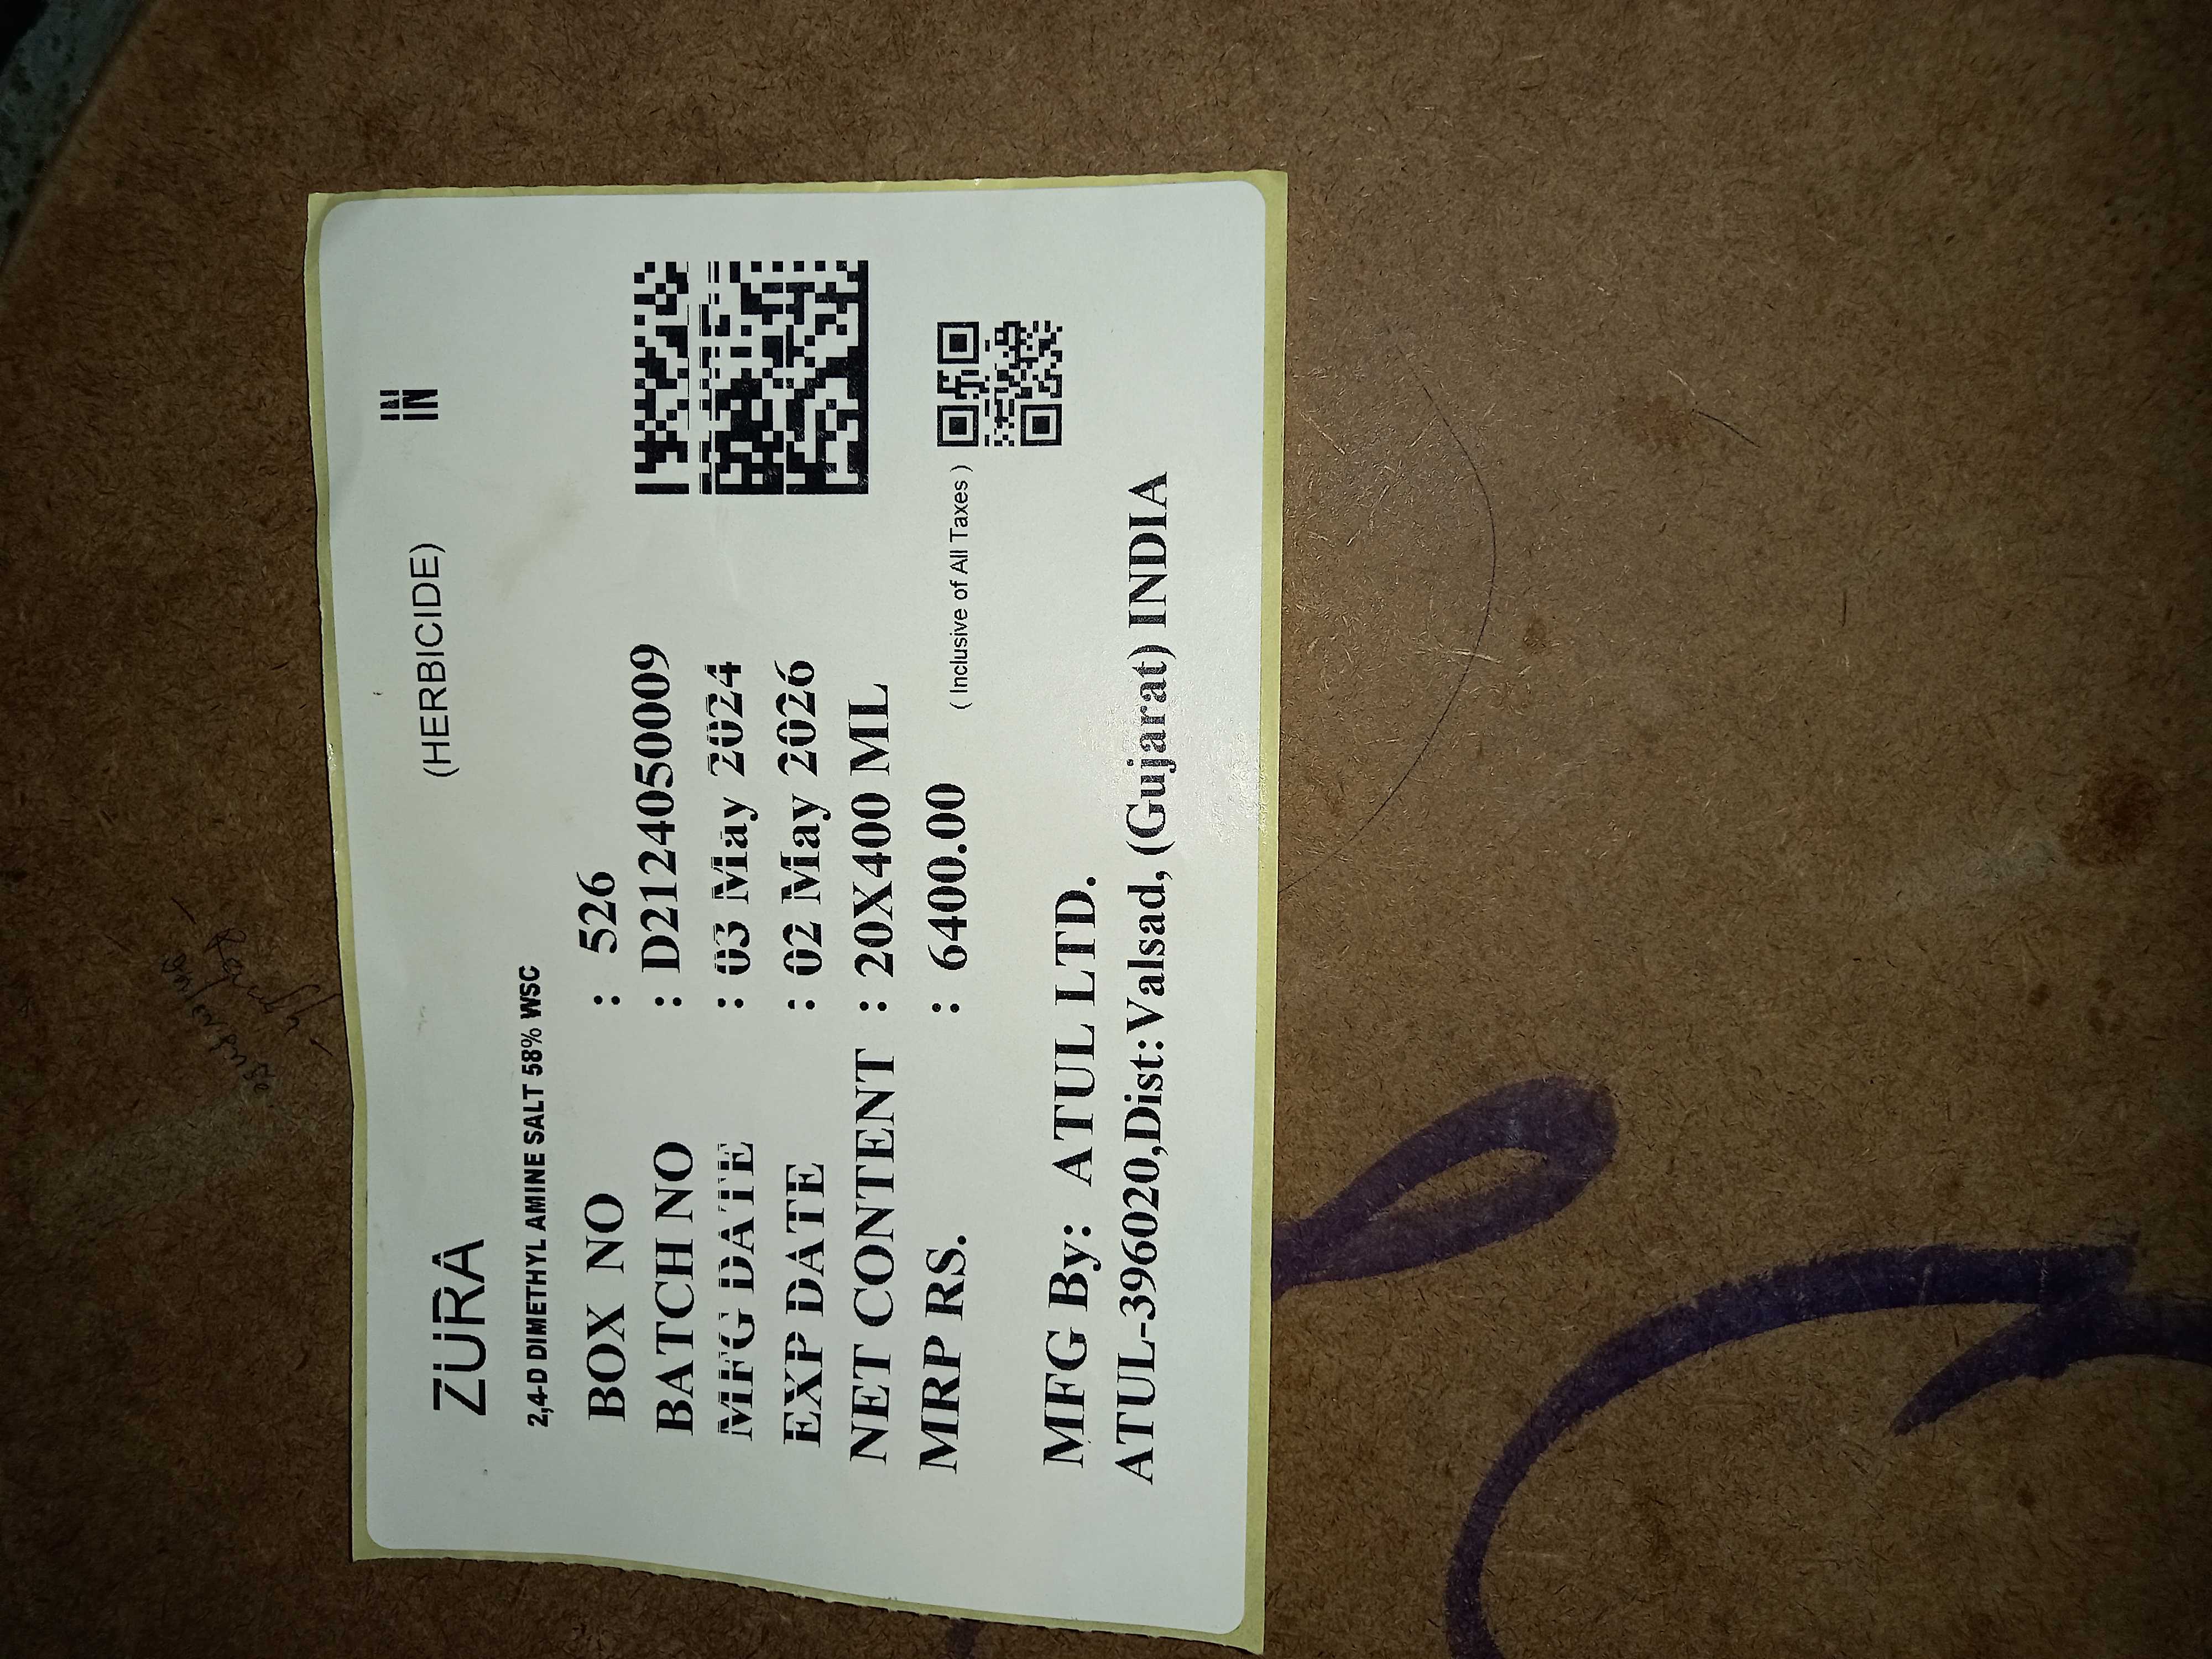 ZURA (HERBICIDE) IN
2,4-D DIMETHYL AMINE SALT 58% WSC
BOX NO : 526
BATCH NO : D2124050009
MFG DATE : 03 May 2024
EXP DATE : 02 May 2026
NET CONTENT : 20X400 ML
MRP RS. : 6400.00 ( Inclusive of All Taxes )
MFG By: ATUL LTD.
ATUL-396020,Dist:Valsad, (Gujarat) INDIA